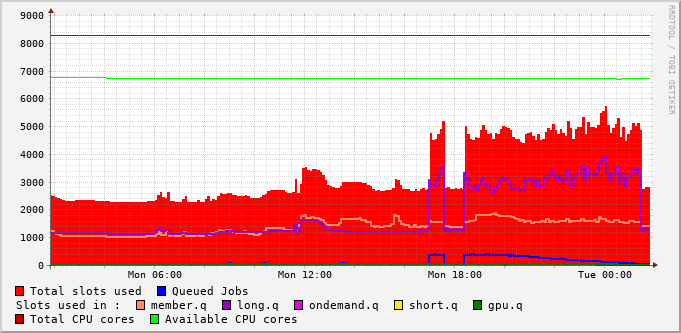 9000
8000
7000
6000
5000
4000
3000
2000
1000
0
Mon 06:00 Mon 12:00 Mon 18:00 Tue 00:00
Total slots used Queued Jobs
Slots used in : member.q long.q ondemand.q short.q gpu.q
Total CPU cores Available CPU cores
RRDTOOL / TOBI OETIKER